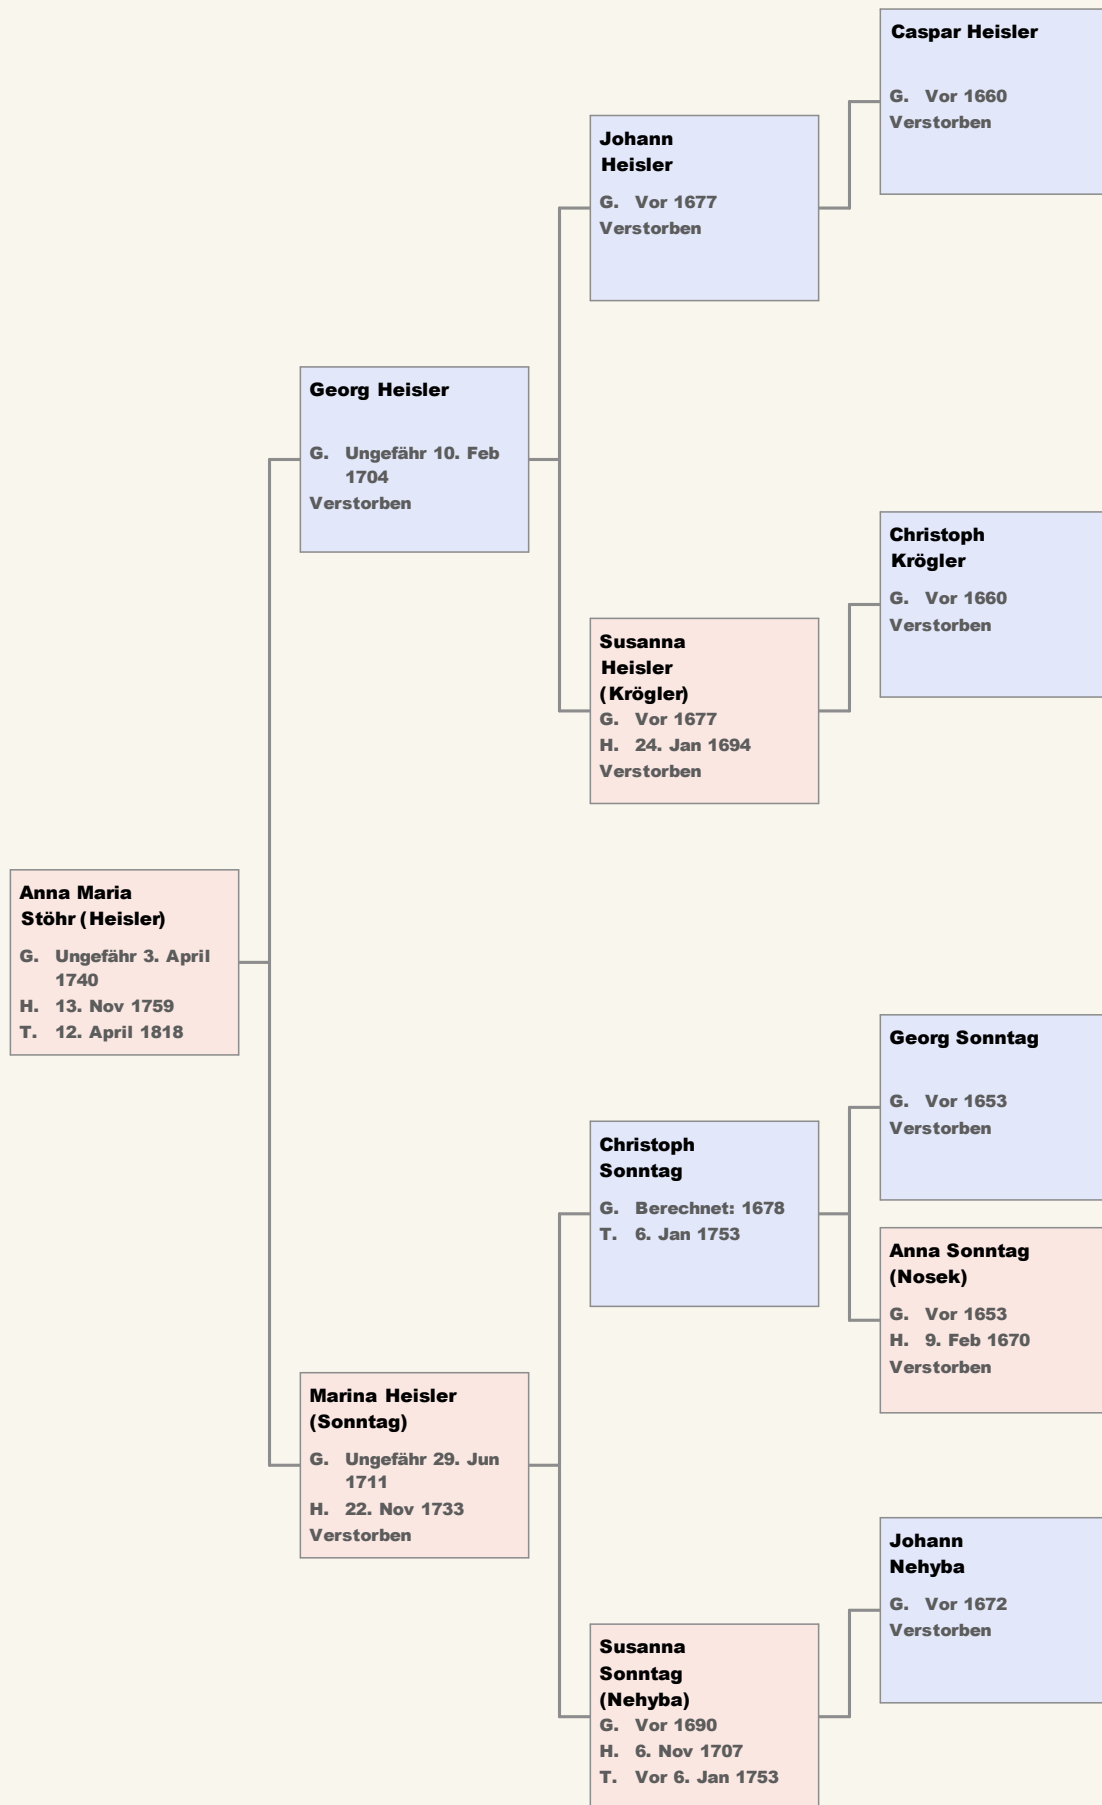 Caspar Heisler
G. Vor 1660
Verstorben
Johann
Heisler
G. Vor 1677
Verstorben
Georg Heisler
G. Ungefähr 10. Feb
1704
Verstorben
Christoph
Krögler
G. Vor 1660
Verstorben
Susanna
Heisler
(Krögler)
G. Vor 1677
H. 24. Jan 1694
Verstorben
Anna Maria
Stöhr (Heisler)
G. Ungefähr 3. April
1740
H. 13. Nov 1759
T. 12. April 1818
Georg Sonntag
G. Vor 1653
Verstorben
Christoph
Sonntag
G. Berechnet: 1678
T. 6. Jan 1753
Anna Sonntag
(Nosek)
G. Vor 1653
H. 9. Feb 1670
Verstorben
Marina Heisler
(Sonntag)
G. Ungefähr 29. Jun
1711
H. 22. Nov 1733
Verstorben
Johann
Nehyba
G. Vor 1672
Verstorben
Susanna
Sonntag
(Nehyba)
G. Vor 1690
H. 6. Nov 1707
T. Vor 6. Jan 1753